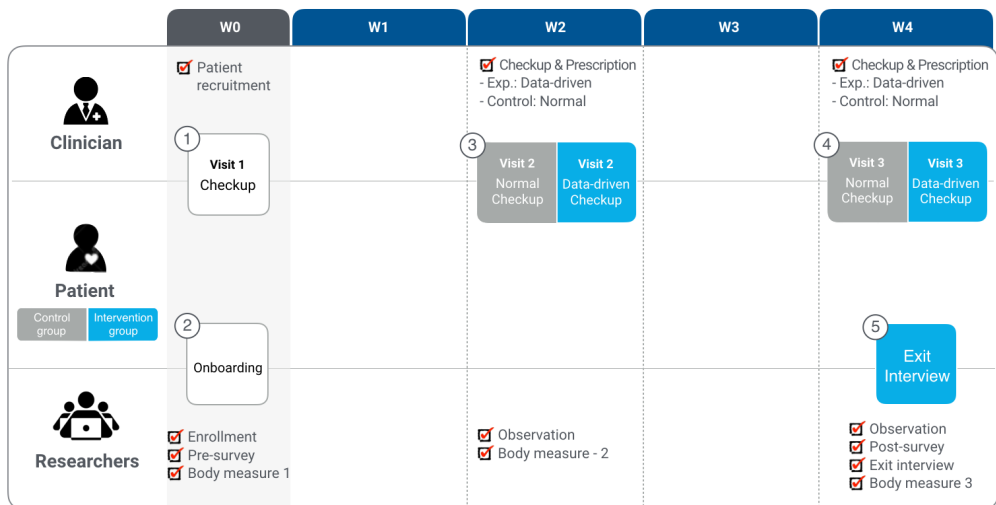 W0
W1
W2
W3
W4
Clinician
Patient
recruitment
Checkup & Prescription
- Exp.: Data-driven
- Control: Normal
Checkup & Prescription
- Exp.: Data-driven
- Control: Normal
1
Visit 1
Checkup
3
Visit 2
Normal
Checkup
Visit 2
Data-driven
Checkup
4
Visit 3
Normal
Checkup
Visit 3
Data-driven
Checkup
Patient
Control
group
Intervention
group
2
Onboarding
5
Exit
Interview
Researchers
Enrollment
Pre-survey
Body measure 1
Observation
Body measure - 2
Observation
Post-survey
Exit interview
Body measure 3